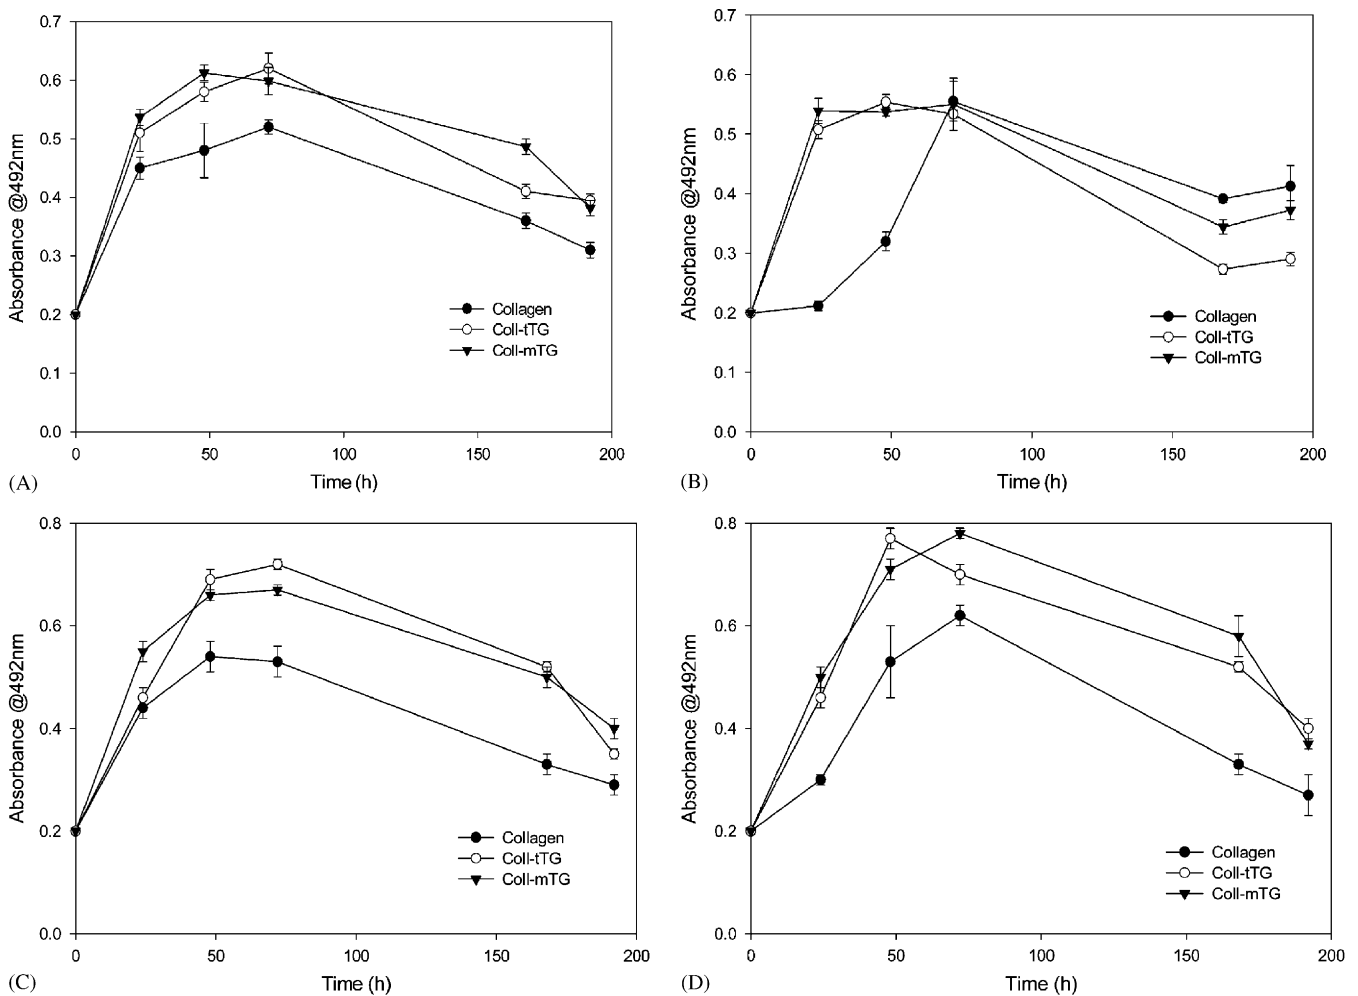 0.7
0.6
0.5
0.4
0.3
0.2
0.1
0.0
Absorbance @492nm
Collagen
Coll-tTG
Coll-mTG
0 50 100 150 200
Time (h)
(A)
0.7
0.6
0.5
0.4
0.3
0.2
0.1
0.0
Absorbance @492nm
Collagen
Coll-tTG
Coll-mTG
0 50 100 150 200
Time (h)
(B)
0.8
0.6
0.4
0.2
0.0
Absorbance @492nm
Collagen
Coll-tTG
Coll-mTG
0 50 100 150 200
Time (h)
(C)
0.8
0.6
0.4
0.2
0.0
Absorbance @492nm
Collagen
Coll-tTG
Coll-mTG
0 50 100 150 200
Time (h)
(D)